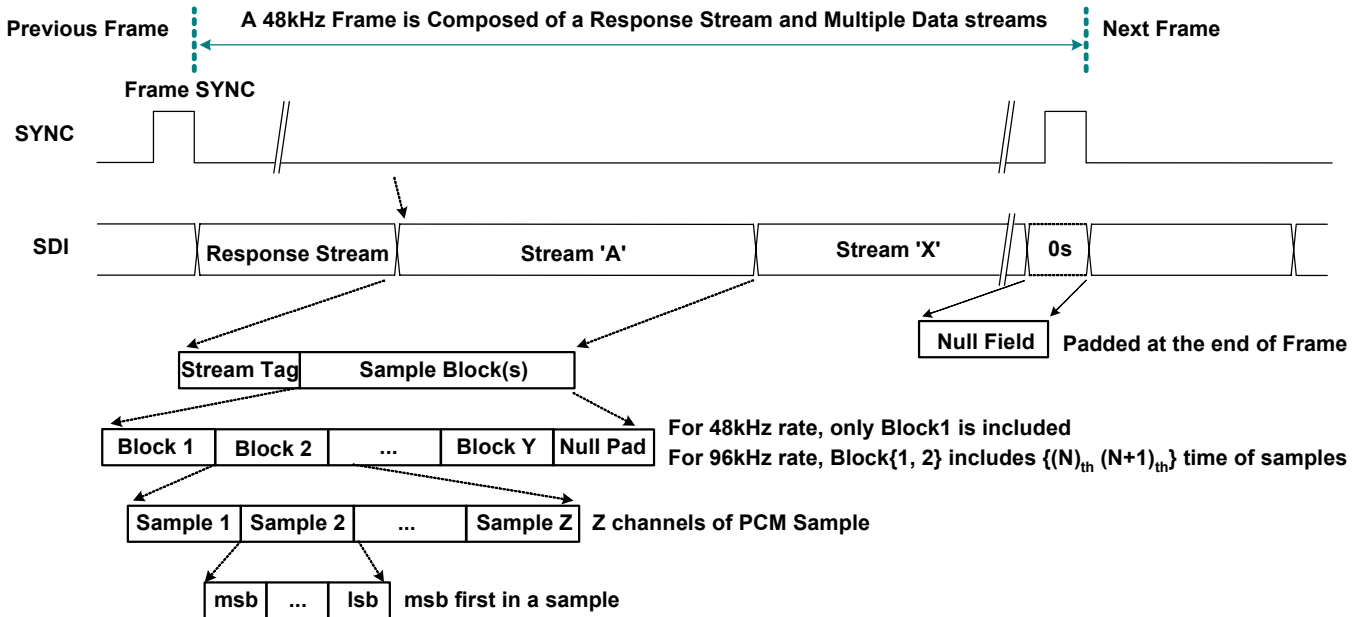 A 48kHz Frame is Composed of a Response Stream and Multiple Data streams
Previous Frame
Next Frame
Frame SYNC
SYNC
SDI
Response Stream
Stream 'A'
Stream 'X'
0s
Null Field
Padded at the end of Frame
Stream Tag
Sample Block(s)
Block 1
Block 2
...
Block Y
Null Pad
For 48kHz rate, only Block1 is included
For 96kHz rate, Block{1, 2} includes {(N)th (N+1)th} time of samples
Sample 1
Sample 2
...
Sample Z
Z channels of PCM Sample
msb
...
lsb
msb first in a sample